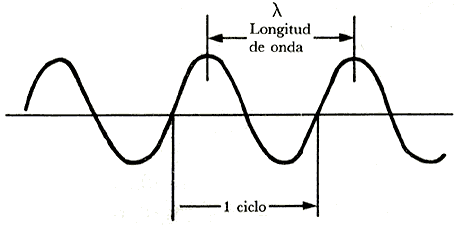 λ
Longitud
de onda
1 ciclo